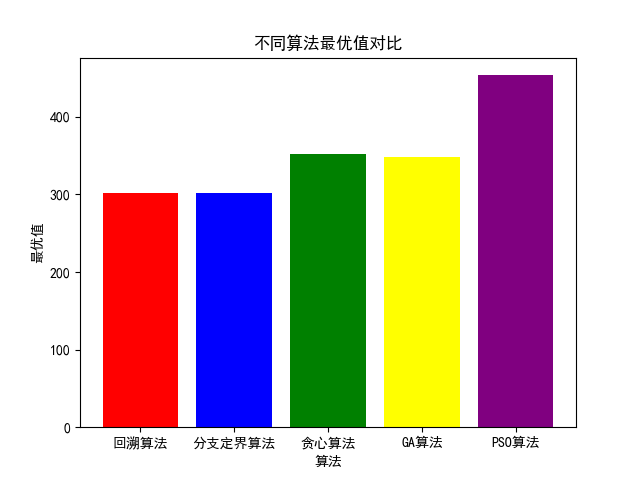 不同算法最优值对比
最优值
400
300
200
100
0
回溯算法
分支定界算法
贪心算法
GA算法
PSO算法
算法